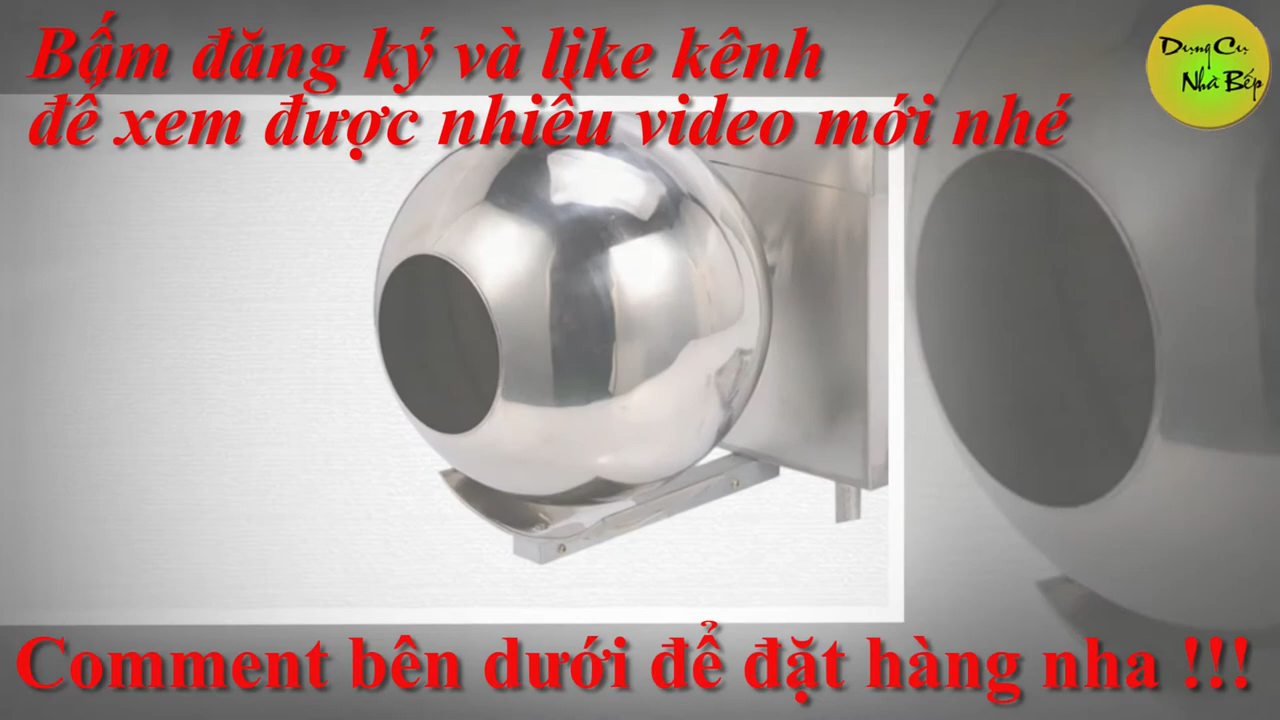 Bấm đăng ký và like kênh
để xem được nhiều video mới nhé
Dụng Cụ
Nhà Bếp
Comment bên dưới để đặt hàng nha !!!